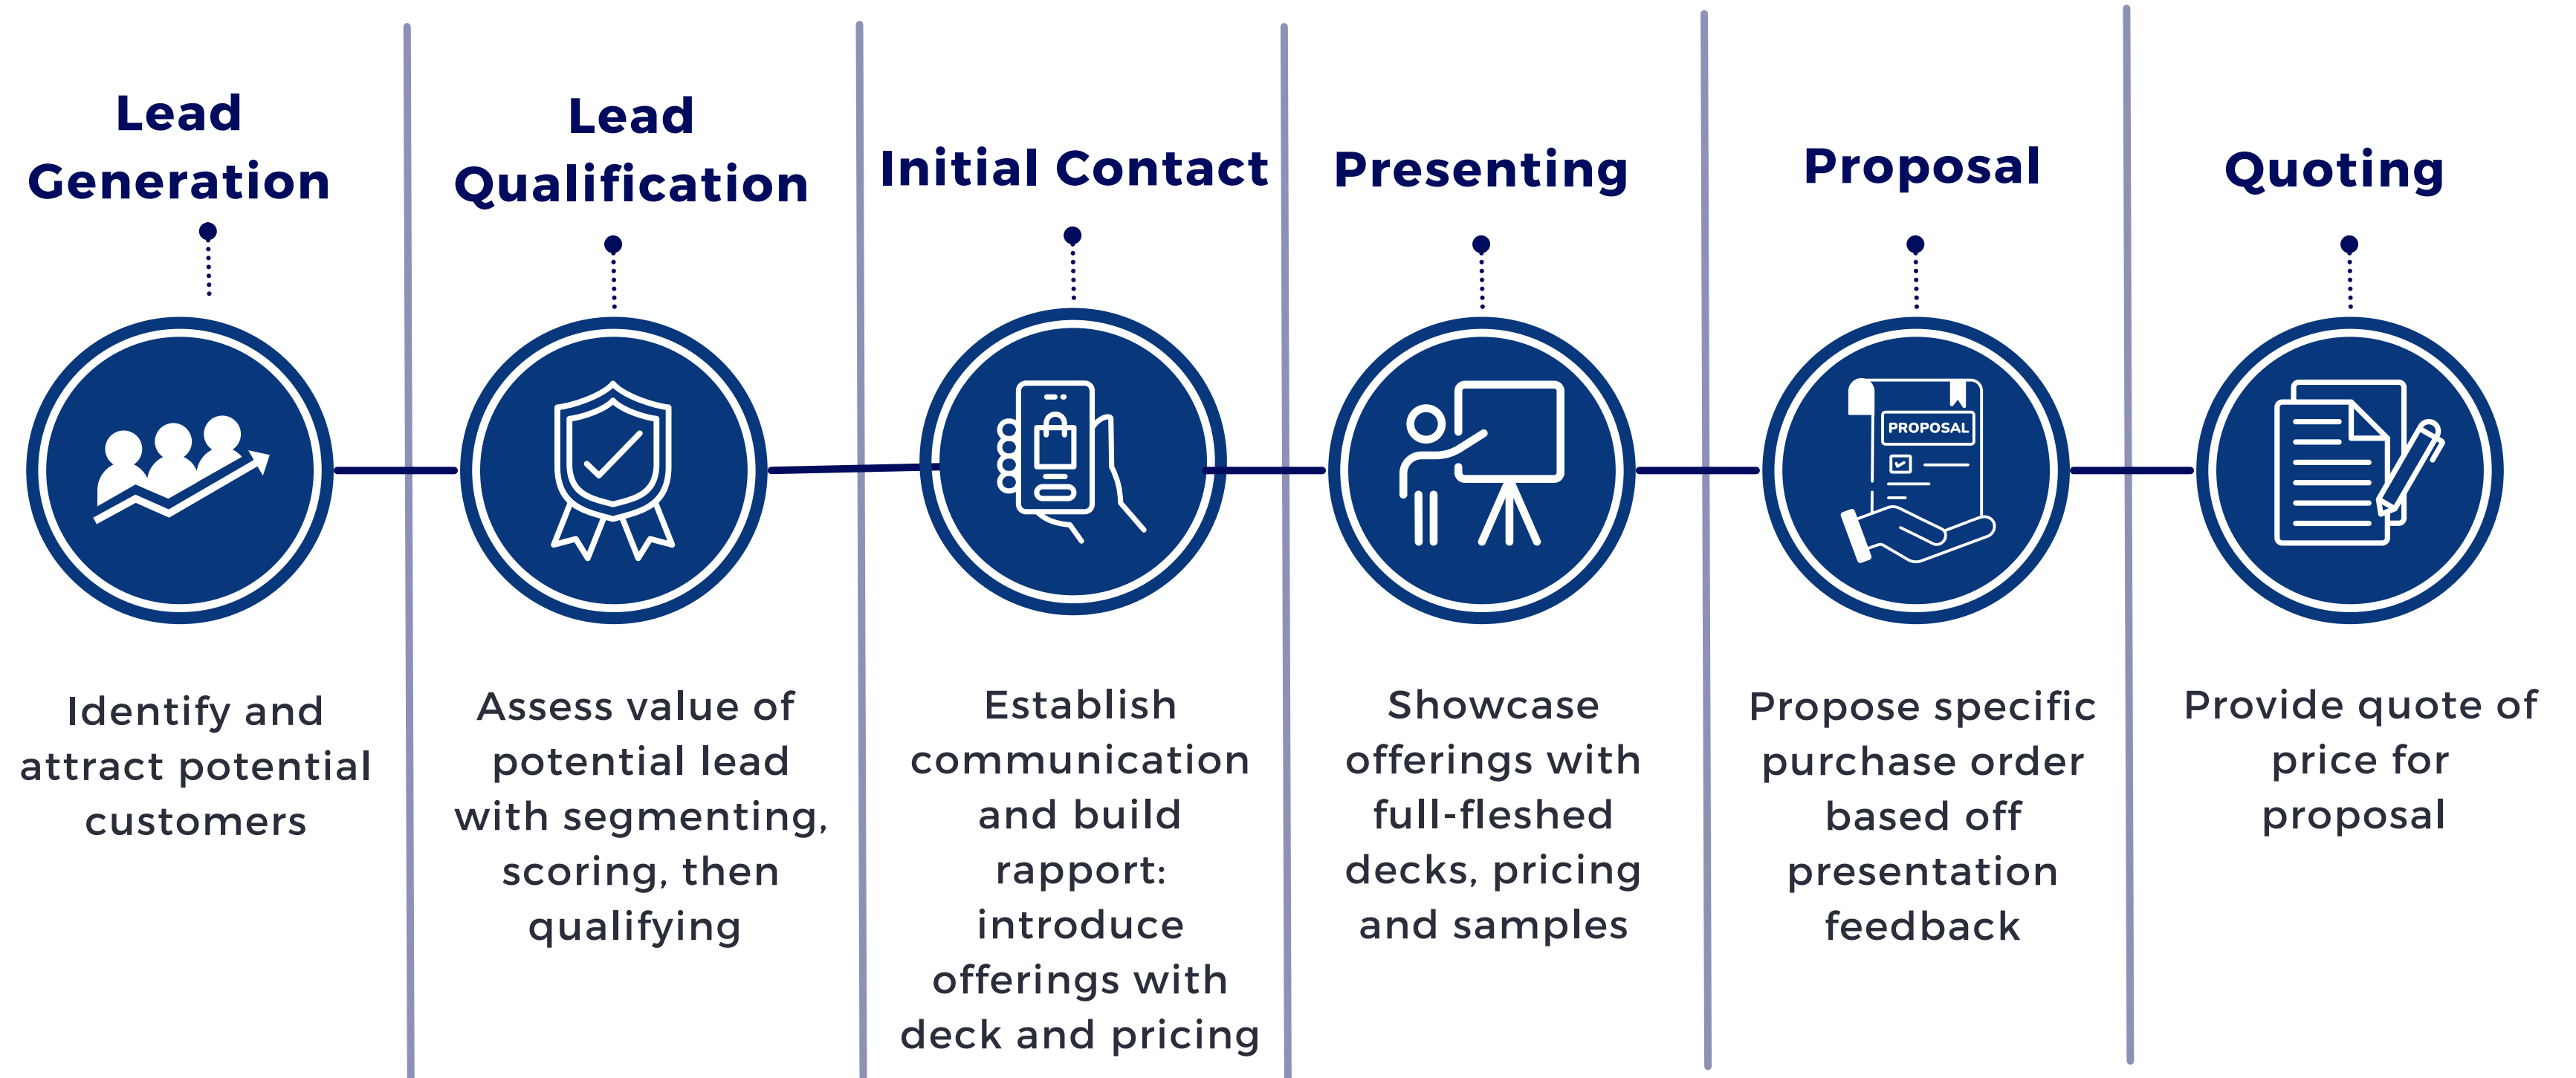 Lead
Generation
Identify and
attract potential
customers
Lead
Qualification
Assess value of
potential lead
with segmenting,
scoring, then
qualifying
Initial Contact
Establish
communication
and build
rapport:
introduce
offerings with
deck and pricing
Presenting
Showcase
offerings with
full-fleshed
decks, pricing
and samples
Proposal
PROPOSAL
Propose specific
purchase order
based off
presentation
feedback
Quoting
Provide quote of
price for
proposal